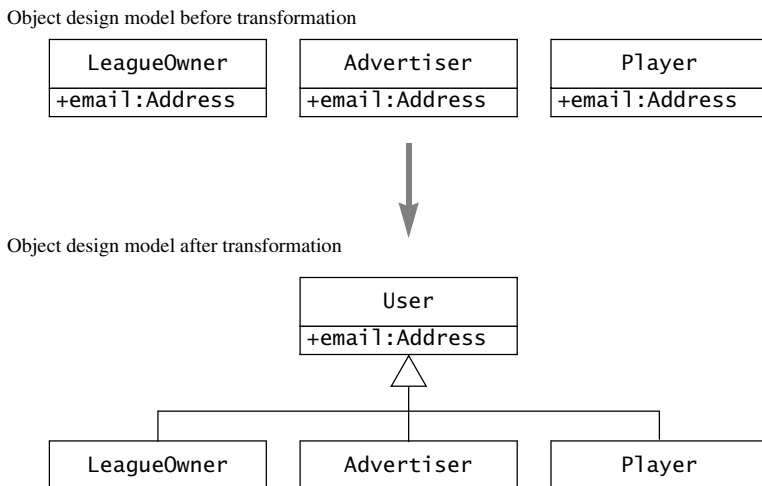 Object design model before transformation
LeagueOwner Advertiser Player
+email:Address +email:Address +email:Address
Object design model after transformation
User
+email:Address
LeagueOwner Advertiser Player